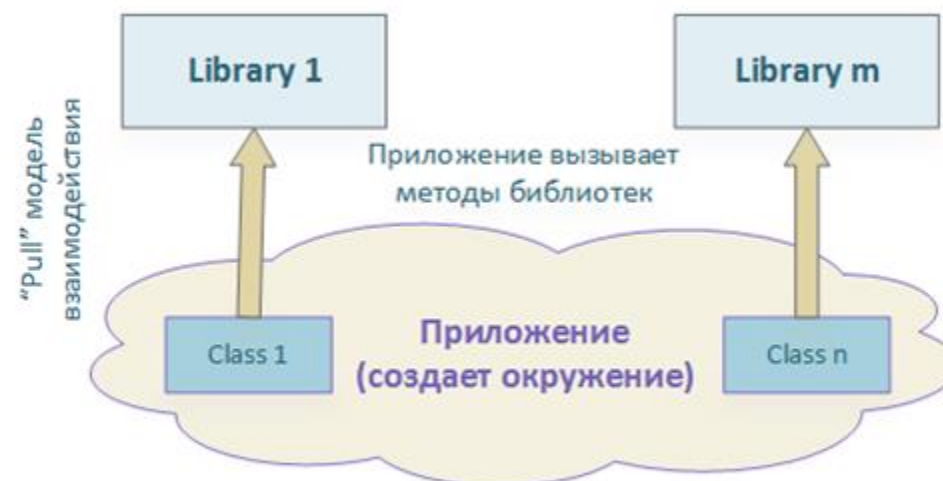 Library 1
Library m
“Pull” модель
взаимодействия
Приложение вызывает
методы библиотек
Class 1
Приложение
(создает окружение)
Class n